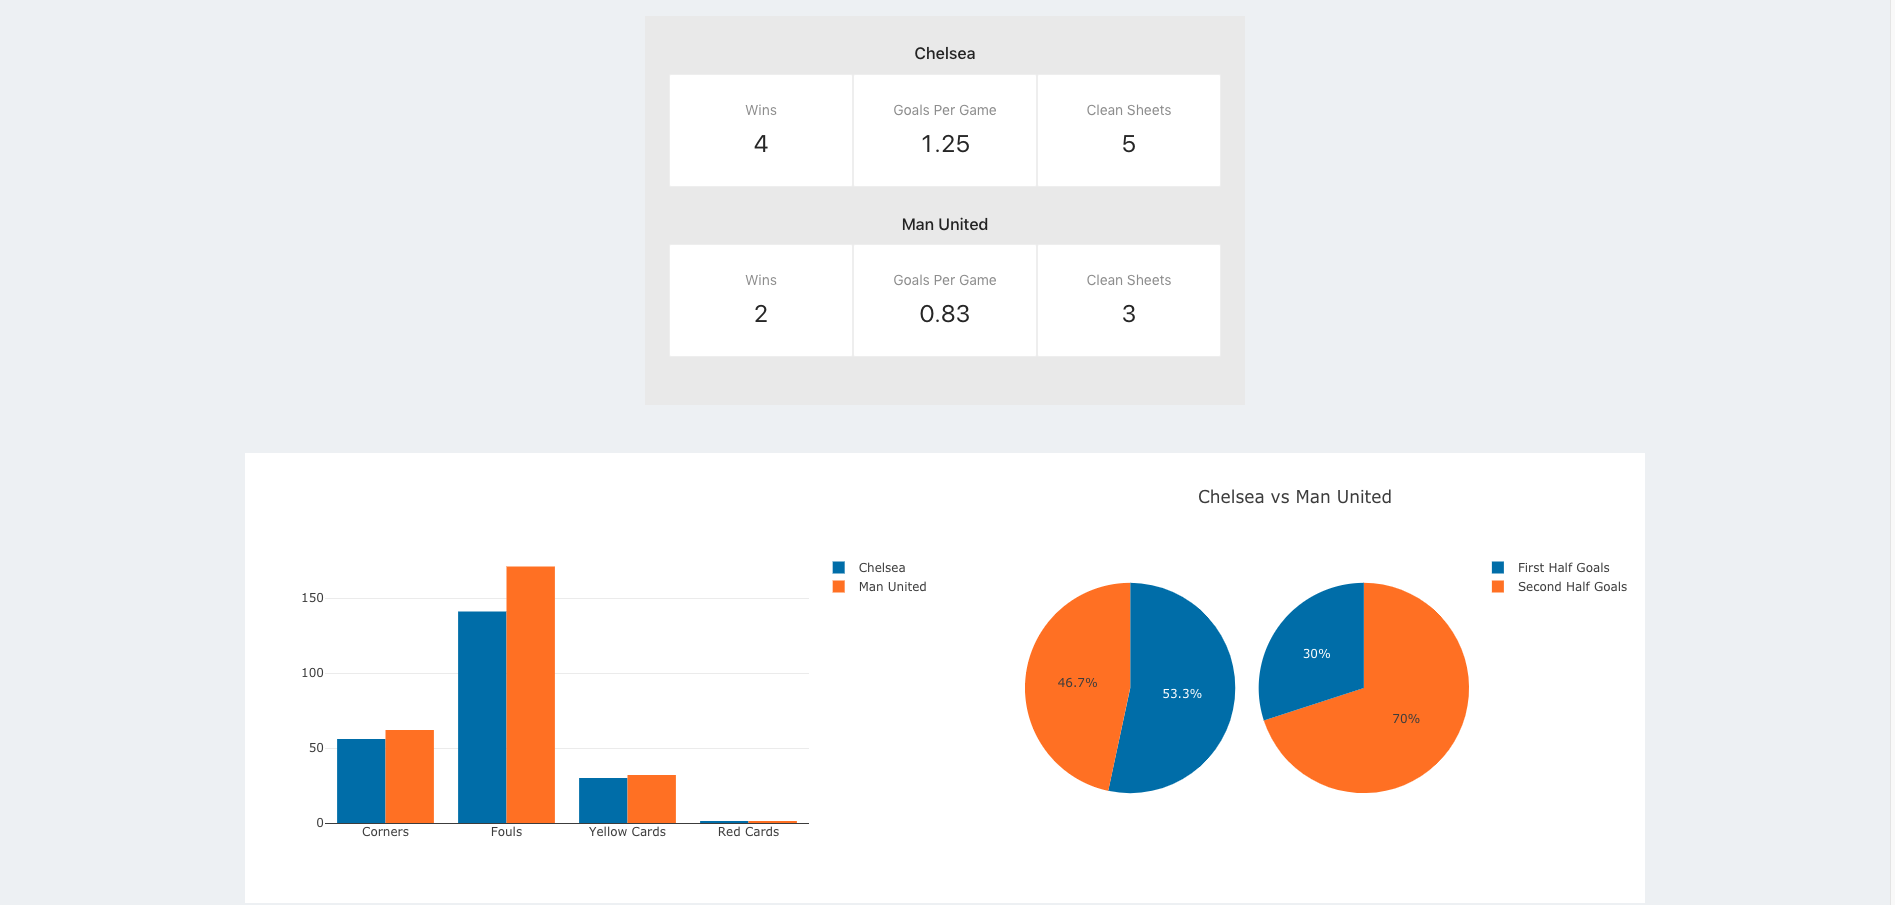 Chelsea
Wins
Goals Per Game
Clean Sheets
4
1.25
5
Man United
Wins
Goals Per Game
Clean Sheets
2
0.83
3
Chelsea vs Man United
150
100
50
0
Corners
Fouls
Yellow Cards
Red Cards
Chelsea
Man United
46.7%
53.3%
30%
70%
First Half Goals
Second Half Goals